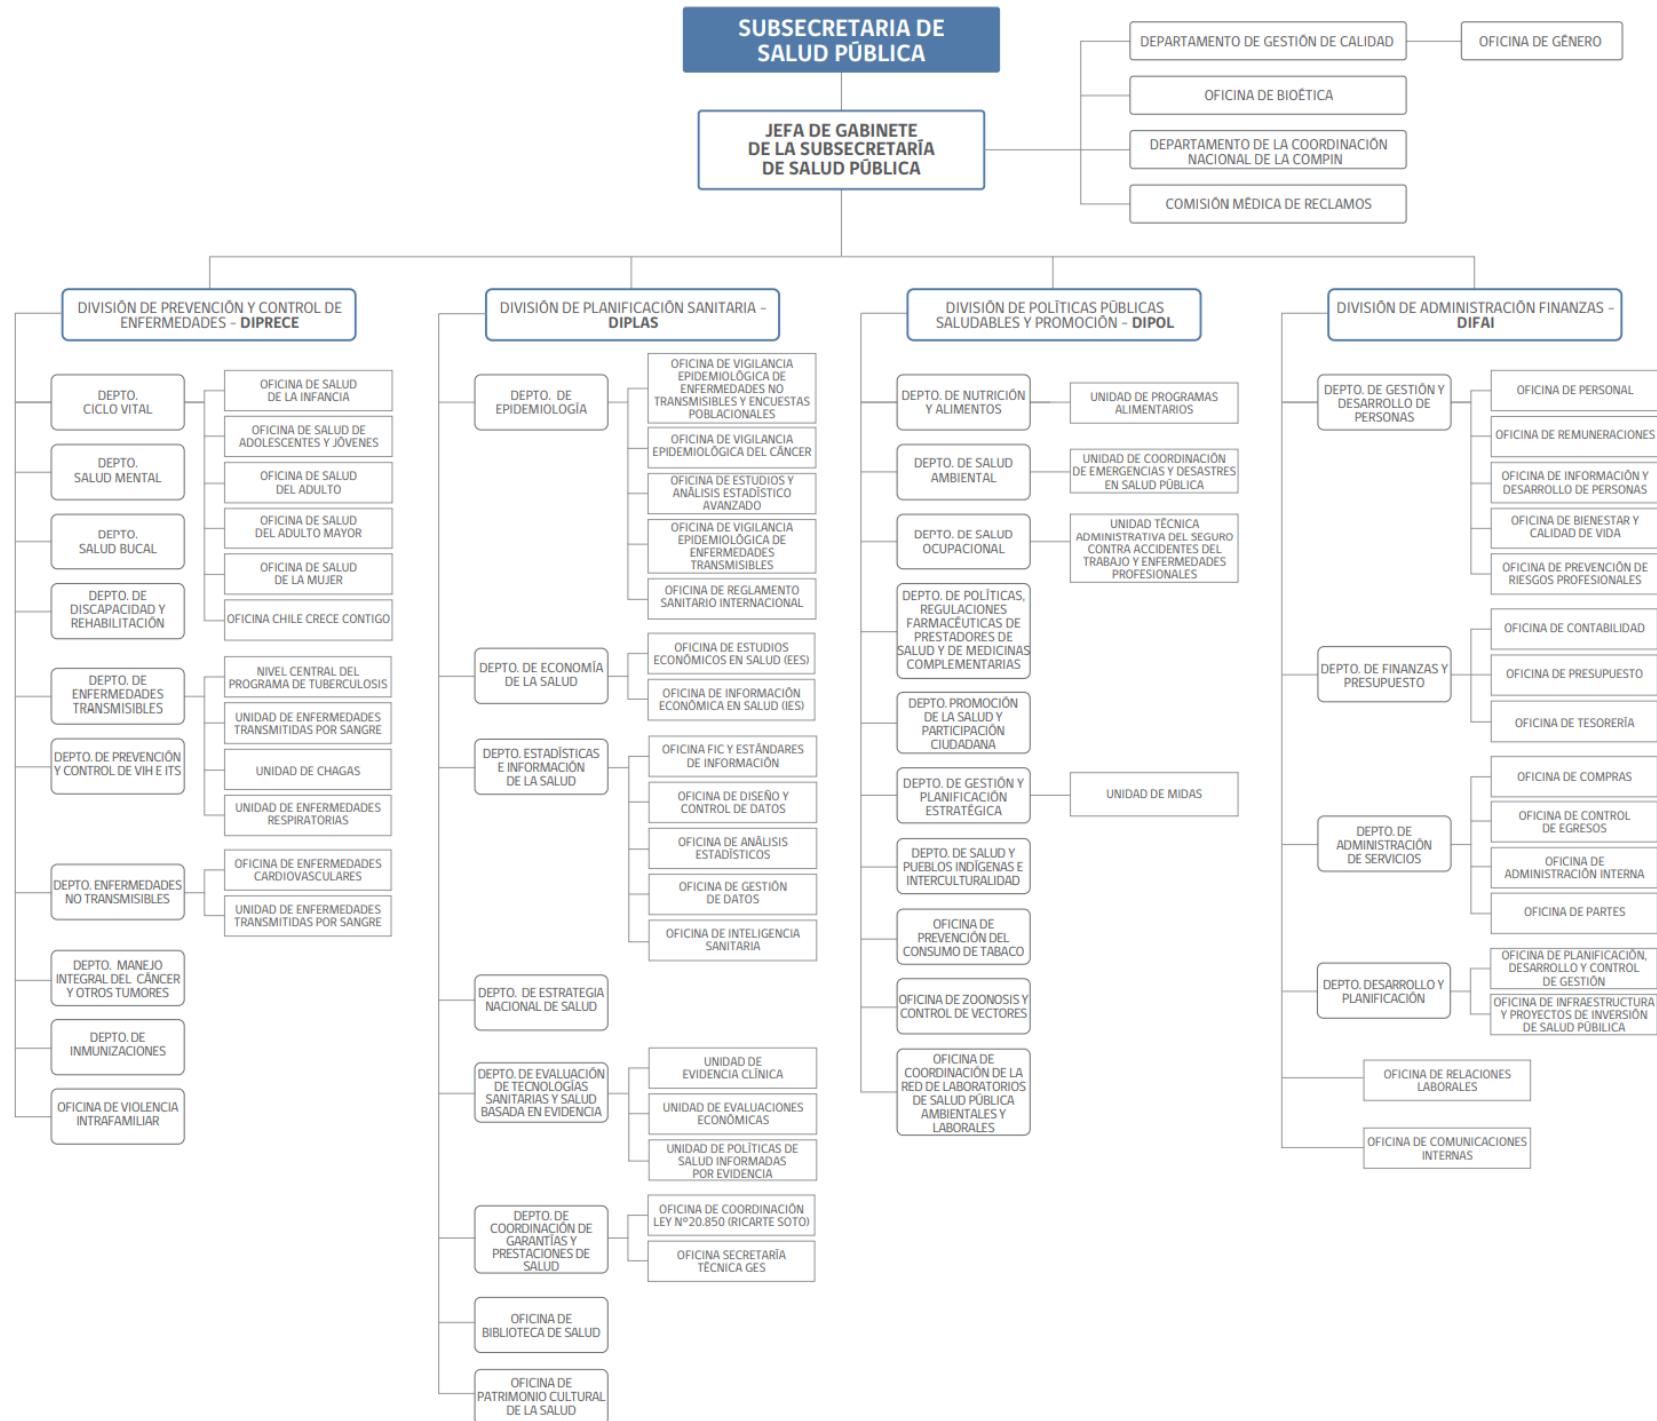 SUBSECRETARIA DE
SALUD PÚBLICA
JEFA DE GABINETE
DE LA SUBSECRETARÍA
DE SALUD PÚBLICA
DEPARTAMENTO DE GESTIÓN DE CALIDAD
OFICINA DE GÉNERO
OFICINA DE BIOÉTICA
DEPARTAMENTO DE LA COORDINACIÓN
NACIONAL DE LA COMPIN
COMISIÓN MÉDICA DE RECLAMOS
DIVISIÓN DE PREVENCIÓN Y CONTROL DE
ENFERMEDADES - DIPRECE
DEPTO.
CICLO VITAL
OFICINA DE SALUD
DE LA INFANCIA
OFICINA DE SALUD DE
ADOLESCENTES Y JÓVENES
OFICINA DE SALUD
DEL ADULTO
OFICINA DE SALUD
DEL ADULTO MAYOR
OFICINA DE SALUD
DE LA MUJER
OFICINA CHILE CRECE CONTIGO
DEPTO.
SALUD MENTAL
DEPTO.
SALUD BUCAL
DEPTO. DE
DISCAPACIDAD Y
REHABILITACIÓN
DEPTO. DE
ENFERMEDADES
TRANSMISIBLES
NIVEL CENTRAL DEL
PROGRAMA DE TUBERCULOSIS
UNIDAD DE ENFERMEDADES
TRANSMITIDAS POR SANGRE
UNIDAD DE CHAGAS
UNIDAD DE ENFERMEDADES
RESPIRATORIAS
DEPTO. DE PREVENCIÓN
Y CONTROL DE VIH E ITS
DEPTO. ENFERMEDADES
NO TRANSMISIBLES
OFICINA DE ENFERMEDADES
CARDIOVASCULARES
UNIDAD DE ENFERMEDADES
TRANSMITIDAS POR SANGRE
DEPTO. MANEJO
INTEGRAL DEL CÁNCER
Y OTROS TUMORES
DEPTO. DE
INMUNIZACIONES
OFICINA DE VIOLENCIA
INTRAFAMILIAR
DIVISIÓN DE PLANIFICACIÓN SANITARIA -
DIPLAS
DEPTO. DE
EPIDEMIOLOGÍA
OFICINA DE VIGILANCIA
EPIDEMIOLÓGICA DE
ENFERMEDADES NO
TRANSMISIBLES Y ENCUESTAS
POBLACIONALES
OFICINA DE VIGILANCIA
EPIDEMIOLÓGICA DEL CÁNCER
OFICINA DE ESTUDIOS Y
ANÁLISIS ESTADÍSTICO
AVANZADO
OFICINA DE VIGILANCIA
EPIDEMIOLÓGICA DE
ENFERMEDADES
TRANSMISIBLES
OFICINA DE REGLAMENTO
SANITARIO INTERNACIONAL
DEPTO. DE ECONOMÍA
DE LA SALUD
OFICINA DE ESTUDIOS
ECONÓMICOS EN SALUD (EES)
OFICINA DE INFORMACIÓN
ECONÓMICA EN SALUD (IES)
DEPTO. ESTADÍSTICAS
E INFORMACIÓN
DE LA SALUD
OFICINA FIC Y ESTÁNDARES
DE INFORMACIÓN
OFICINA DE DISEÑO Y
CONTROL DE DATOS
OFICINA DE ANÁLISIS
ESTADÍSTICOS
OFICINA DE GESTIÓN
DE DATOS
OFICINA DE INTELIGENCIA
SANITARIA
DEPTO. DE ESTRATEGIA
NACIONAL DE SALUD
DEPTO. DE EVALUACIÓN
DE TECNOLOGÍAS
SANITARIAS Y SALUD
BASADA EN EVIDENCIA
UNIDAD DE
EVIDENCIA CLÍNICA
UNIDAD DE EVALUACIONES
ECONÓMICAS
UNIDAD DE POLÍTICAS DE
SALUD INFORMADAS
POR EVIDENCIA
DEPTO. DE
COORDINACIÓN DE
GARANTÍAS Y
PRESTACIONES DE
SALUD
OFICINA DE COORDINACIÓN
LEY Nº20.850 (RICARTE SOTO)
OFICINA SECRETARÍA
TÉCNICA GES
OFICINA DE
BIBLIOTECA DE SALUD
OFICINA DE
PATRIMONIO CULTURAL
DE LA SALUD
DIVISIÓN DE POLÍTICAS PÚBLICAS
SALUDABLES Y PROMOCIÓN - DIPOL
DEPTO. DE NUTRICIÓN
Y ALIMENTOS
UNIDAD DE PROGRAMAS
ALIMENTARIOS
DEPTO. DE SALUD
AMBIENTAL
UNIDAD DE COORDINACIÓN
DE EMERGENCIAS Y DESASTRES
EN SALUD PÚBLICA
DEPTO. DE SALUD
OCUPACIONAL
UNIDAD TÉCNICA
ADMINISTRATIVA DEL SEGURO
CONTRA ACCIDENTES DEL
TRABAJO Y ENFERMEDADES
PROFESIONALES
DEPTO. DE POLÍTICAS,
REGULACIONES
FARMACÉUTICAS DE
PRESTADORES DE
SALUD Y DE MEDICINAS
COMPLEMENTARIAS
DEPTO. PROMOCIÓN
DE LA SALUD Y
PARTICIPACIÓN
CIUDADANA
DEPTO. DE GESTIÓN Y
PLANIFICACIÓN
ESTRATÉGICA
UNIDAD DE MIDAS
DEPTO. DE SALUD Y
PUEBLOS INDÍGENAS E
INTERCULTURALIDAD
OFICINA DE
PREVENCIÓN DEL
CONSUMO DE TABACO
OFICINA DE ZOONOSIS Y
CONTROL DE VECTORES
OFICINA DE
COORDINACIÓN DE LA
RED DE LABORATORIOS
DE SALUD PÚBLICA
AMBIENTALES Y
LABORALES
DIVISIÓN DE ADMINISTRACIÓN FINANZAS -
DIFAI
DEPTO. DE GESTIÓN Y
DESARROLLO DE
PERSONAS
OFICINA DE PERSONAL
OFICINA DE REMUNERACIONES
OFICINA DE INFORMACIÓN Y
DESARROLLO DE PERSONAS
OFICINA DE BIENESTAR Y
CALIDAD DE VIDA
OFICINA DE PREVENCIÓN DE
RIESGOS PROFESIONALES
DEPTO. DE FINANZAS Y
PRESUPUESTO
OFICINA DE CONTABILIDAD
OFICINA DE PRESUPUESTO
OFICINA DE TESORERÍA
DEPTO. DE
ADMINISTRACIÓN
DE SERVICIOS
OFICINA DE COMPRAS
OFICINA DE CONTROL
DE EGRESOS
OFICINA DE
ADMINISTRACIÓN INTERNA
OFICINA DE PARTES
DEPTO. DESARROLLO Y
PLANIFICACIÓN
OFICINA DE PLANIFICACIÓN,
DESARROLLO Y CONTROL
DE GESTIÓN
OFICINA DE INFRAESTRUCTURA
Y PROYECTOS DE INVERSIÓN
DE SALUD PÚBILICA
OFICINA DE RELACIONES
LABORALES
OFICINA DE COMUNICACIONES
INTERNAS